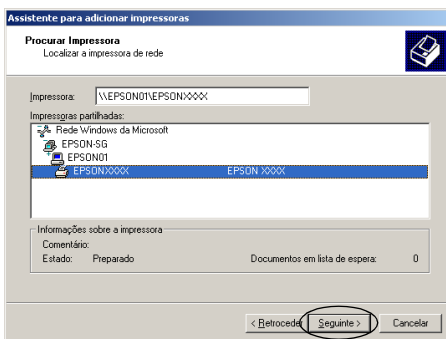 Assistente para adicionar impressoras
Procurar Impressora
Localizar a impressora de rede
Impressora: \\EPSON01\EPSONXXXX
Impressoras partilhadas:
Rede Windows da Microsoft
EPSON-SG
EPSON01
EPSONXXXX EPSON XXXX
Informações sobre a impressora
Comentário:
Estado: Preparado Documentos em lista de espera: 0
< Retroceder Seguinte > Cancelar